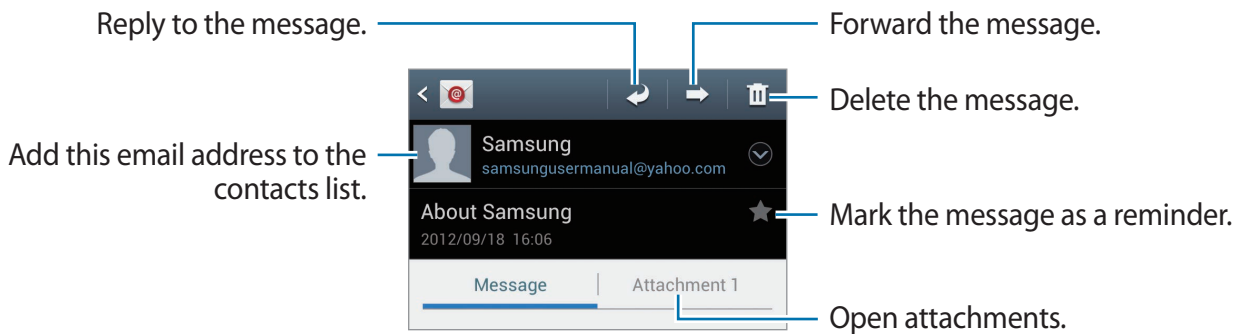 Reply to the message.
Forward the message.
@
Delete the message.
Samsung
samsungusermanual@yahoo.com
Add this email address to the
contacts list.
About Samsung
2012/09/18 16:06
Mark the message as a reminder.
Message
Attachment 1
Open attachments.